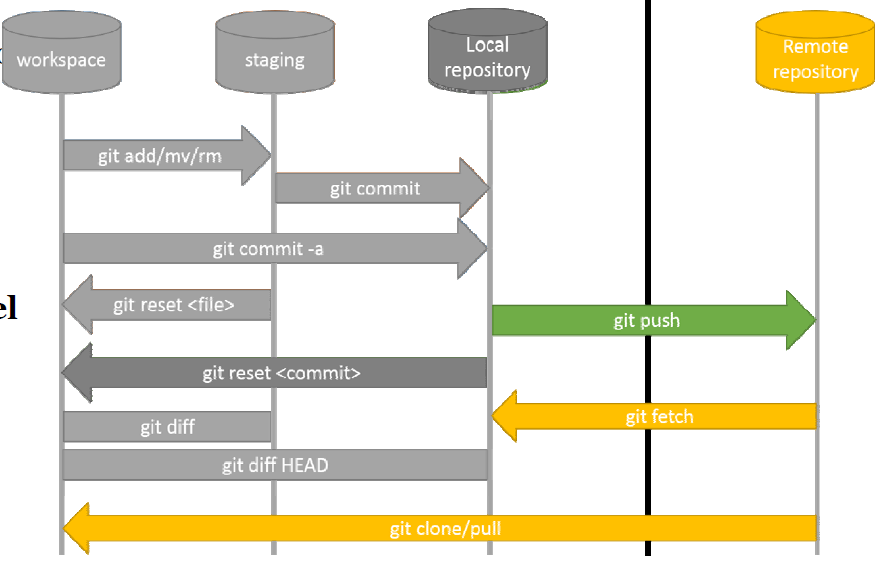 workspace
staging
Local
repository
Remote
repository
git add/mv/rm
git commit
git commit -a
git reset <file>
el
git push
git reset <commit>
git fetch
git diff
git diff HEAD
git clone/pull